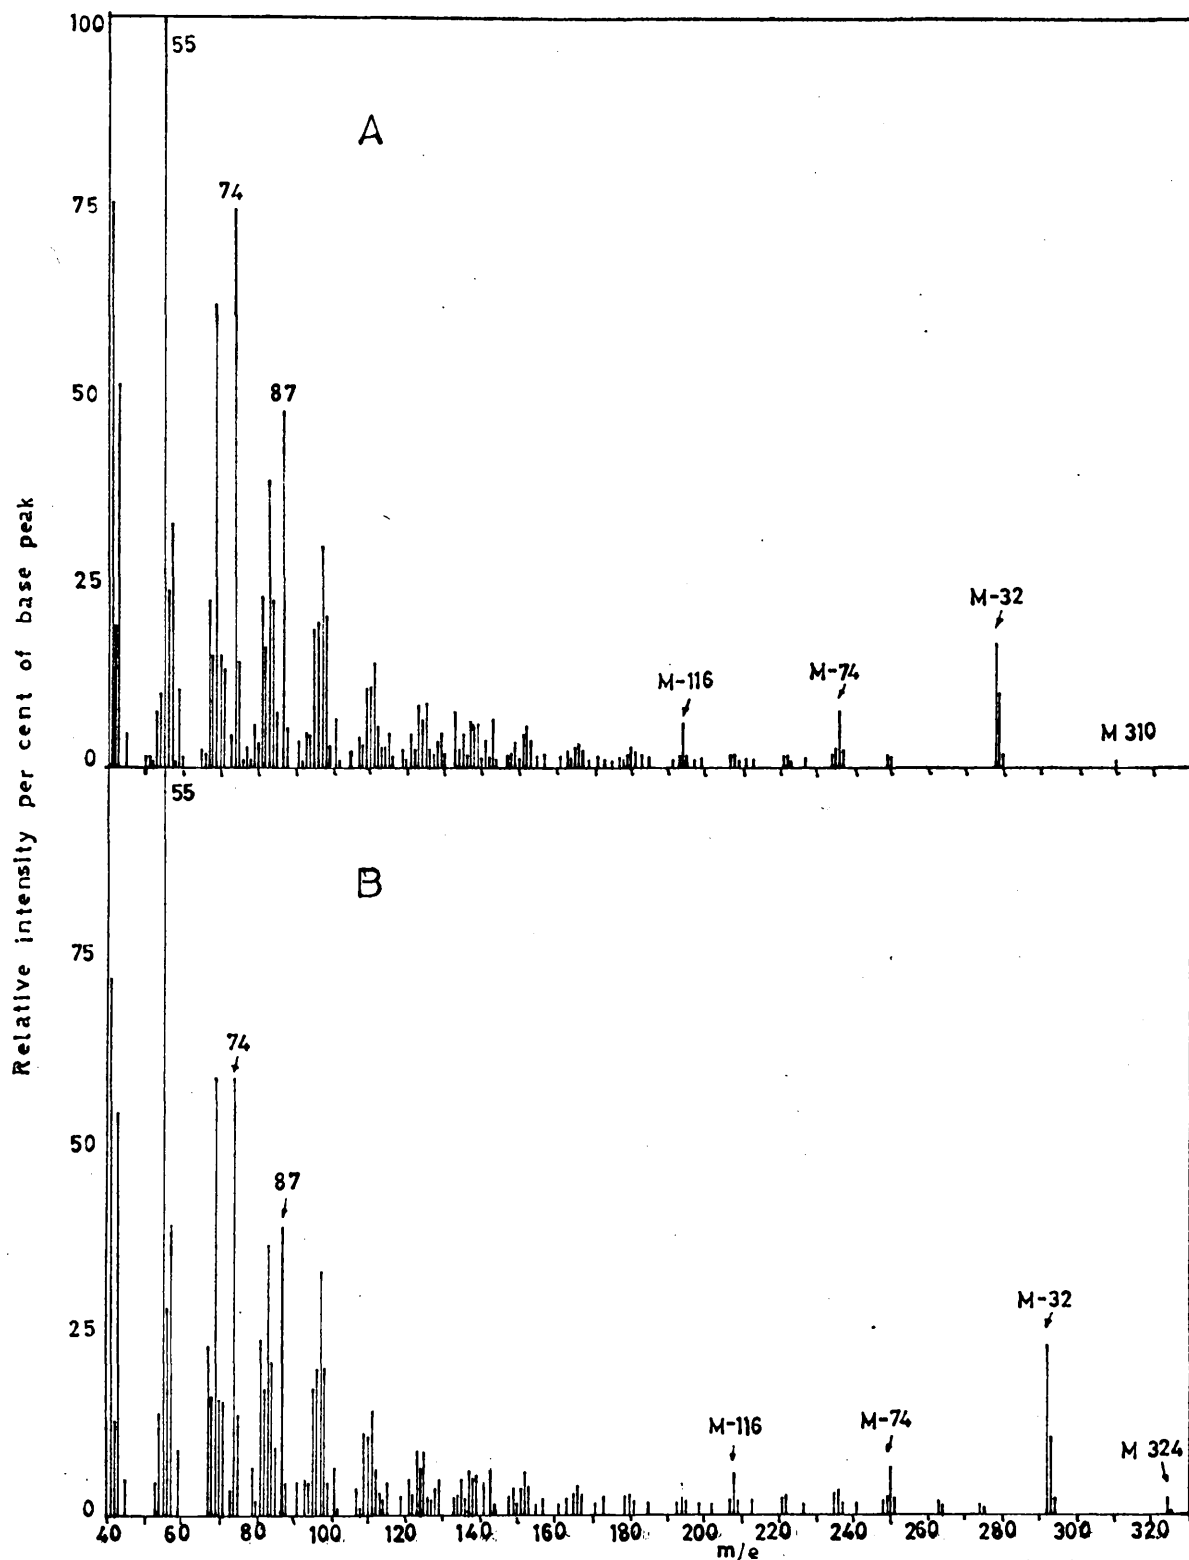 100
55
A
75
74
50
87
25
M-32
M-116
M-74
M 310
0
55
B
75
74
50
87
25
M-32
M-116
M-74
M 324
0
40 60 80 100 120 140 160 180 200 220 240 260 280 300 320
m/e
Relative intensity per cent of base peak